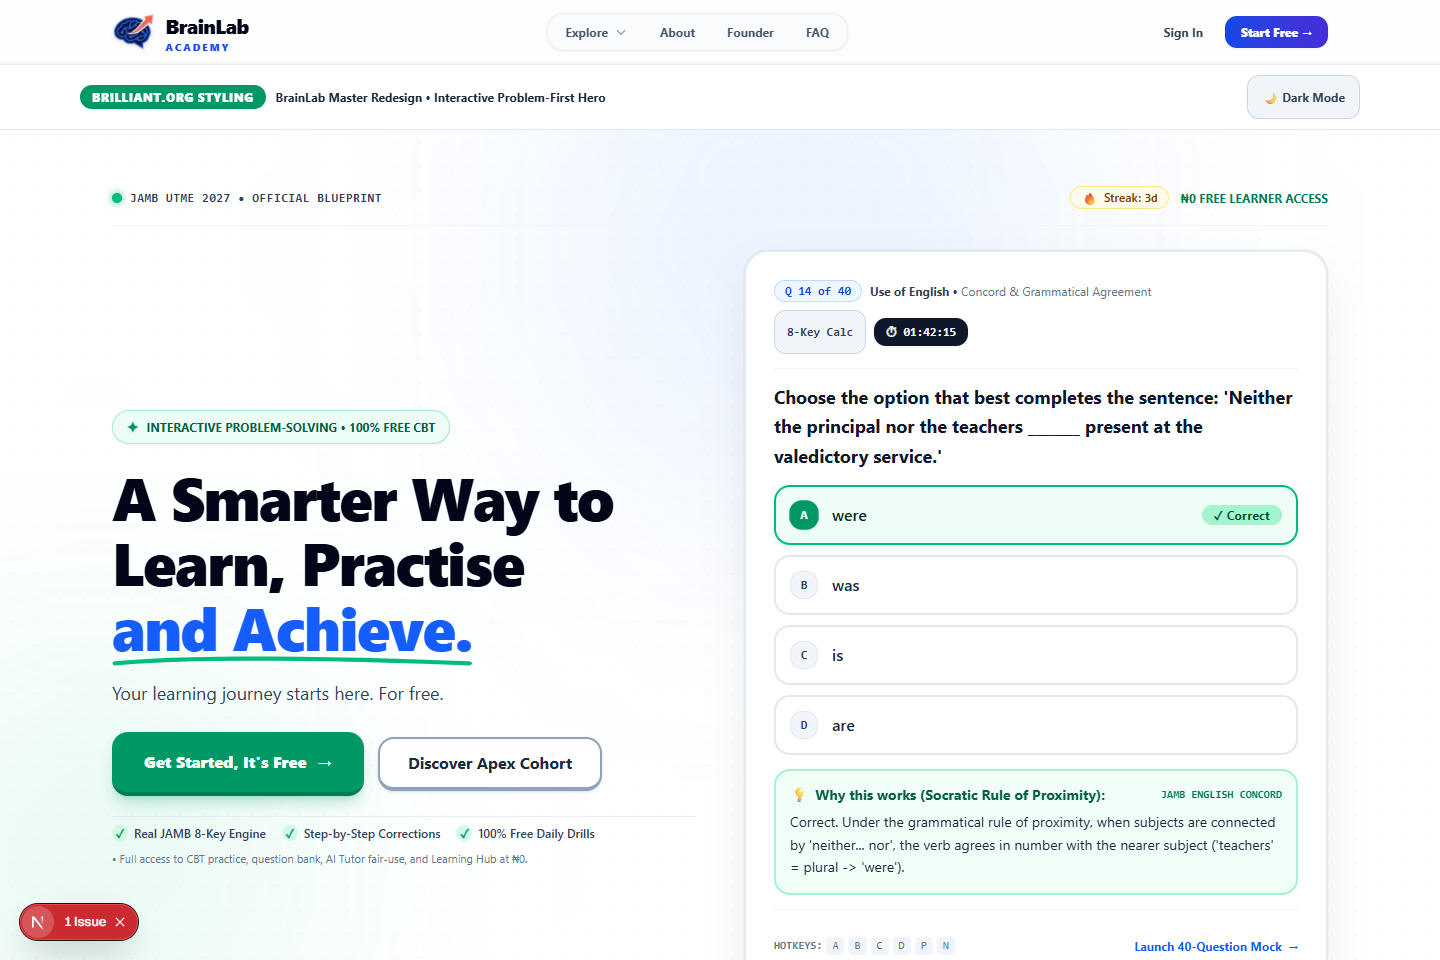 BrainLab
ACADEMY
Explore
About
Founder
FAQ
Sign In
Start Free →
BRILLIANT.ORG STYLING
BrainLab Master Redesign • Interactive Problem-First Hero
🌙 Dark Mode
JAMB UTME 2027 • OFFICIAL BLUEPRINT
🔥 Streak: 3d
₦0 FREE LEARNER ACCESS
✦ INTERACTIVE PROBLEM-SOLVING • 100% FREE CBT
A Smarter Way to
Learn, Practise
and Achieve.
Your learning journey starts here. For free.
Get Started, It's Free →
Discover Apex Cohort
✓ Real JAMB 8-Key Engine
✓ Step-by-Step Corrections
✓ 100% Free Daily Drills
• Full access to CBT practice, question bank, AI Tutor fair-use, and Learning Hub at ₦0.
Q 14 of 40
Use of English • Concord & Grammatical Agreement
8-Key Calc
⏱ 01:42:15
Choose the option that best completes the sentence: 'Neither
the principal nor the teachers ______ present at the
valedictory service.'
A were ✓ Correct
B was
C is
D are
💡 Why this works (Socratic Rule of Proximity):
JAMB ENGLISH CONCORD
Correct. Under the grammatical rule of proximity, when subjects are connected
by 'neither... nor', the verb agrees in number with the nearer subject ('teachers'
= plural -> 'were').
HOTKEYS: A B C D P N
Launch 40-Question Mock →
N 1 Issue ×